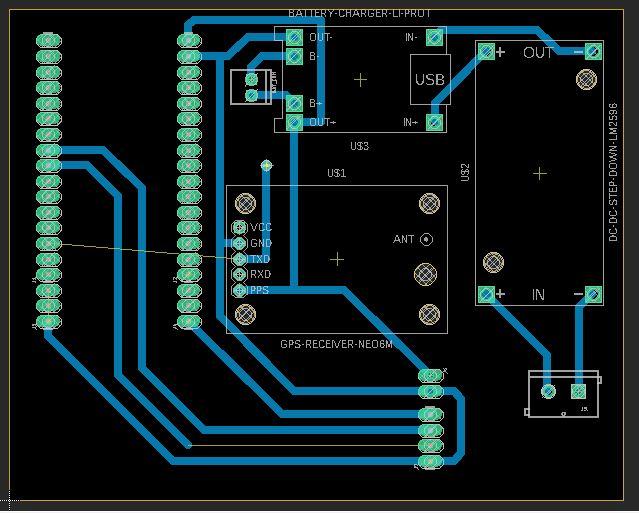 BATTERY-CHARGER-LI-PROT
OUT-
IN-
OUT
B-
USB
B+
OUT+
IN+
U$3
U$1
U$2
DC-DC-STEP-DOWN-LM2596
VCC
GND
ANT
TXD
RXD
PPS
IN
GPS-RECEIVER-NEO6M